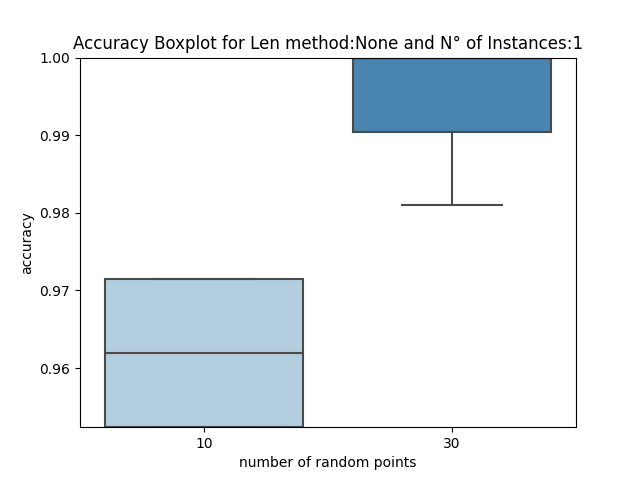 Accuracy Boxplot for Len method:None and N° of Instances:1
1.00
0.99
0.98
0.97
0.96
accuracy
10 30
number of random points